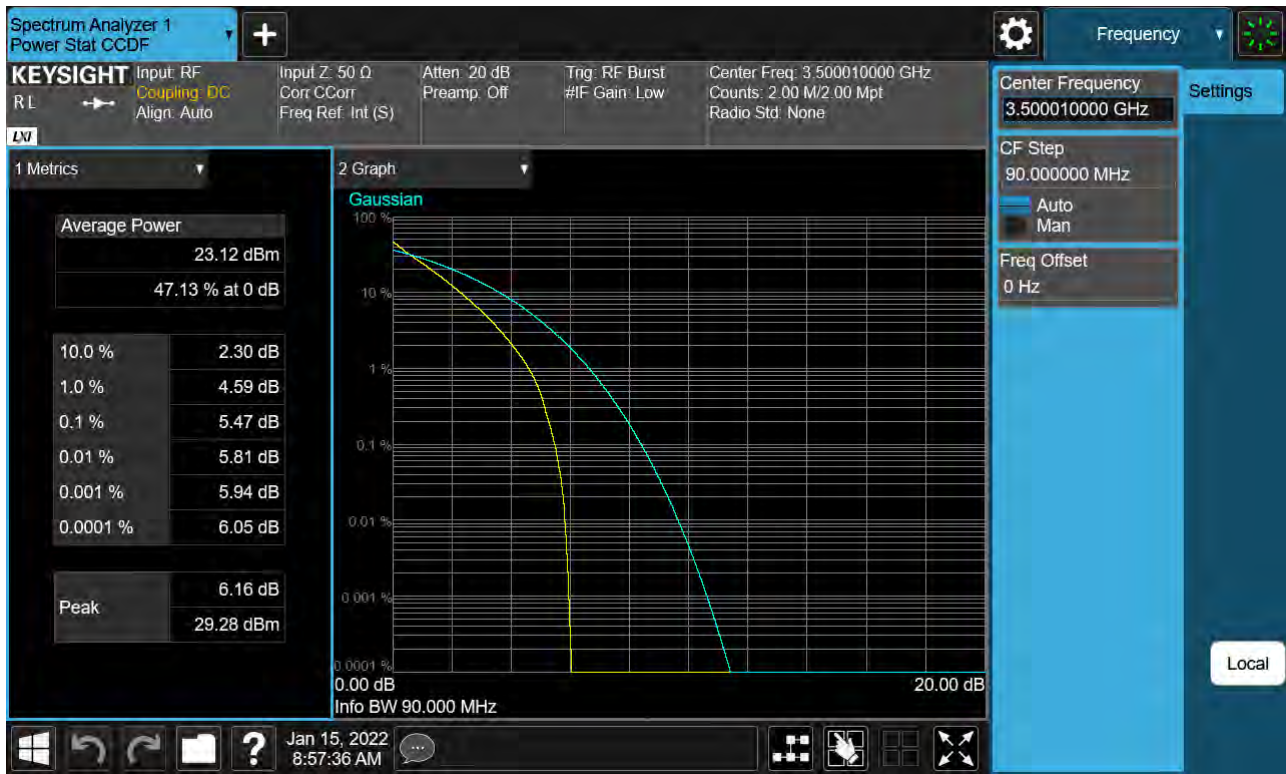 Spectrum Analyzer 1
Power Stat CCDF
Frequency
KEYSIGHT
RL
LXI
Input: RF
Coupling: DC
Align: Auto
Input Z: 50 Ω
Corr CCorr
Freq Ref: Int (S)
Atten: 20 dB
Preamp: Off
Trig: RF Burst
#IF Gain: Low
Center Freq: 3.500010000 GHz
Counts: 2.00 M/2.00 Mpt
Radio Std: None
Center Frequency
3.500010000 GHz
Settings
CF Step
90.000000 MHz
Auto
Man
Freq Offset
0 Hz
1 Metrics
Average Power
23.12 dBm
47.13 % at 0 dB
10.0 % 2.30 dB
1.0 % 4.59 dB
0.1 % 5.47 dB
0.01 % 5.81 dB
0.001 % 5.94 dB
0.0001 % 6.05 dB
Peak 6.16 dB
29.28 dBm
2 Graph
Gaussian
100 %
10 %
1 %
0.1 %
0.01 %
0.001 %
0.0001 %
0.00 dB 20.00 dB
Info BW 90.000 MHz
Local
?
Jan 15, 2022
8:57:36 AM